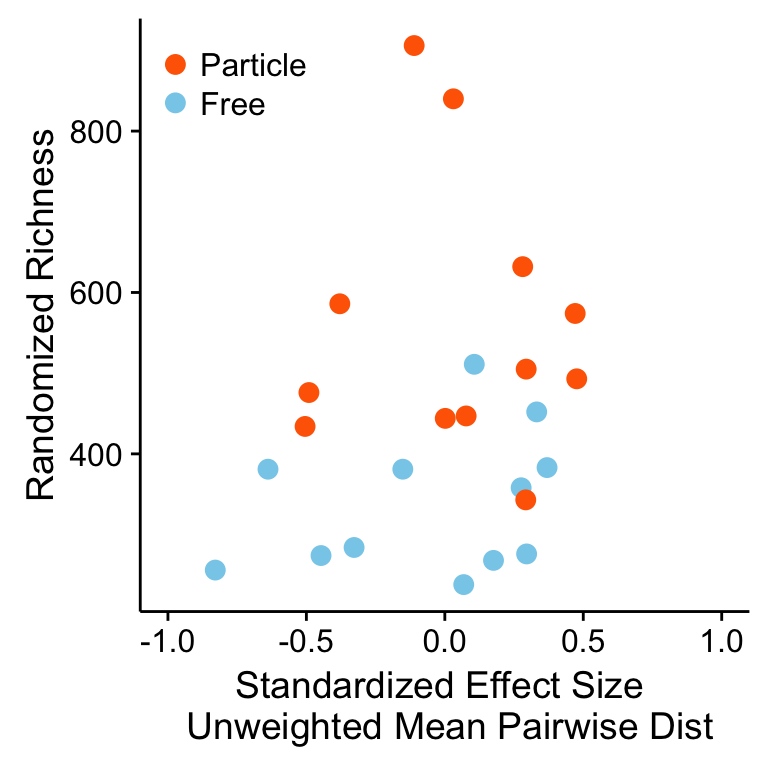 Particle
Free
Randomized Richness
800
600
400
-1.0 -0.5 0.0 0.5 1.0
Standardized Effect Size
Unweighted Mean Pairwise Dist